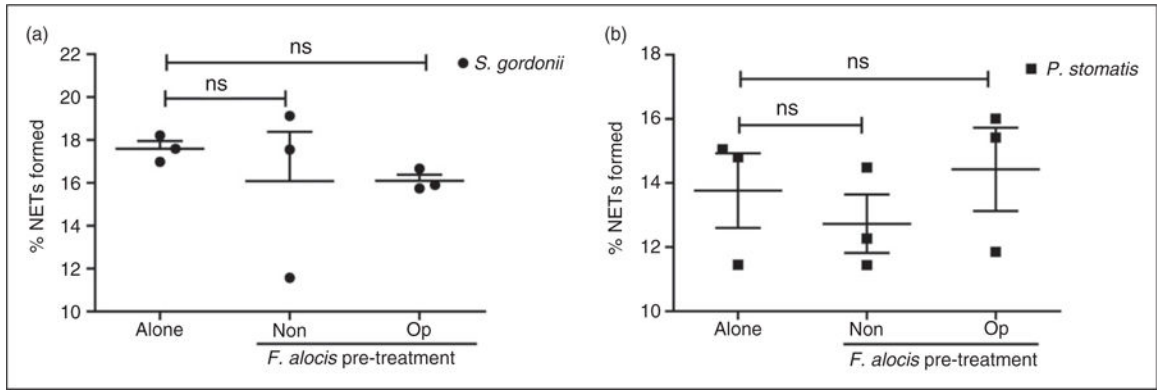 (a)
22
20
18
16
14
12
10
% NETs formed
ns
ns
S. gordonii
Alone
Non
Op
F. alocis pre-treatment
(b)
18
16
14
12
10
% NETs formed
ns
ns
P. stomatis
Alone
Non
Op
F. alocis pre-treatment